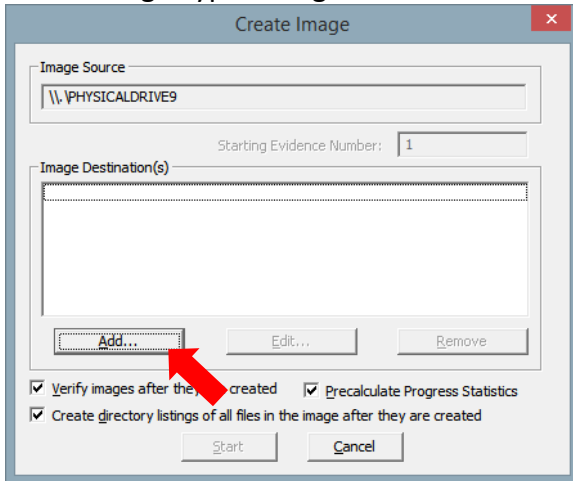 Create Image
Image Source
\\.\PHYSICALDRIVE9
Starting Evidence Number: 1
Image Destination(s)
Add... Edit... Remove
Verify images after they created Precalculate Progress Statistics
Create directory listings of all files in the image after they are created
Start Cancel